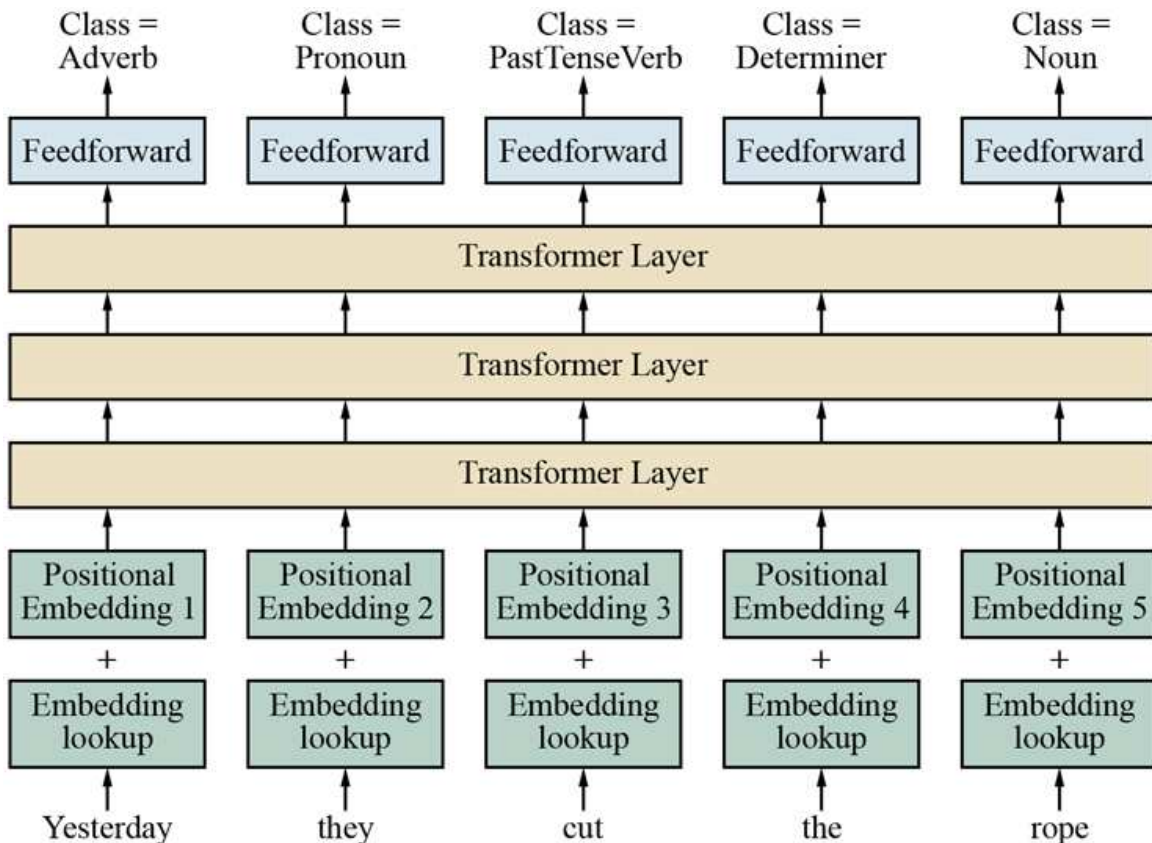 Class = Class = Class = Class = Class =
Adverb Pronoun PastTenseVerb Determiner Noun
Feedforward Feedforward Feedforward Feedforward Feedforward
Transformer Layer
Transformer Layer
Transformer Layer
Positional Positional Positional Positional Positional
Embedding 1 Embedding 2 Embedding 3 Embedding 4 Embedding 5
+ + + + +
Embedding Embedding Embedding Embedding Embedding
lookup lookup lookup lookup lookup
Yesterday they cut the rope